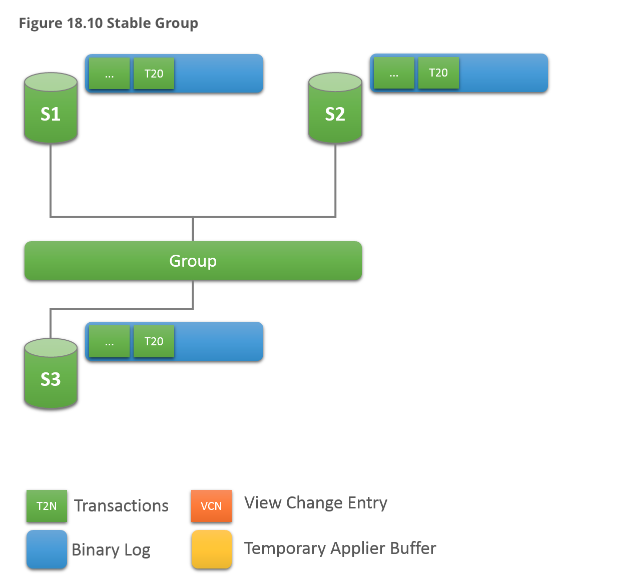 Figure 18.10 Stable Group
... T20
... T20
S1
S2
Group
... T20
S3
T2N Transactions
VCN View Change Entry
Binary Log
Temporary Applier Buffer